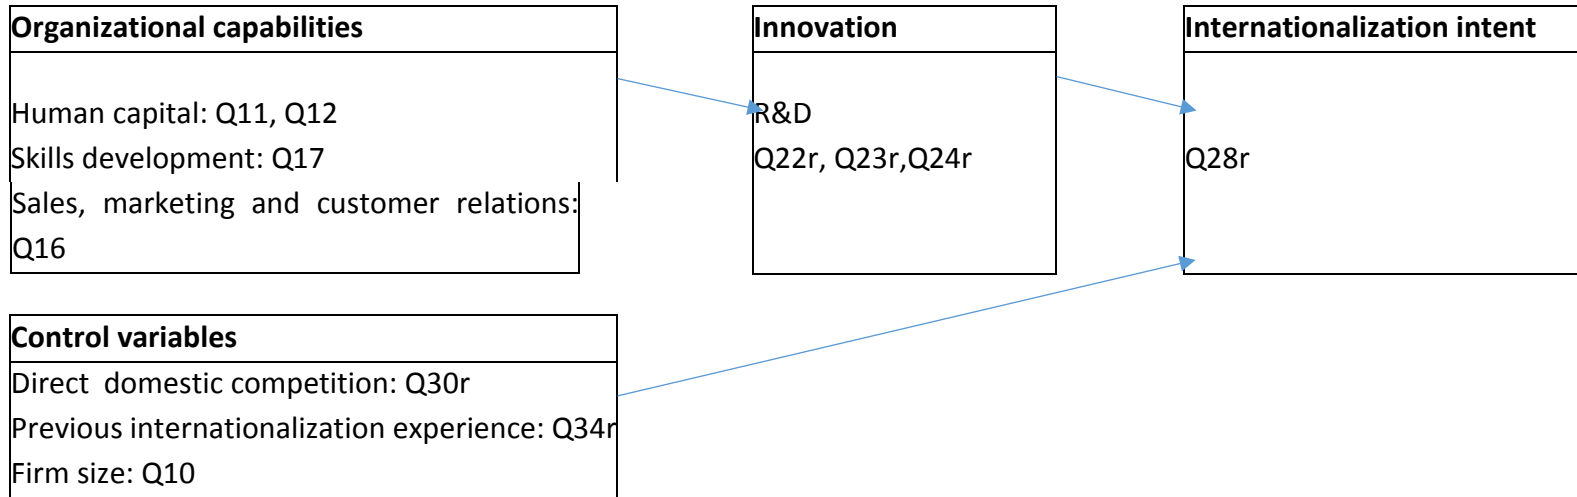 Organizational capabilities
Human capital: Q11, Q12
Skills development: Q17
Sales, marketing and customer relations:
Q16
Innovation
R&D
Q22r, Q23r,Q24r
Internationalization intent
Q28r
Control variables
Direct domestic competition: Q30r
Previous internationalization experience: Q34r
Firm size: Q10